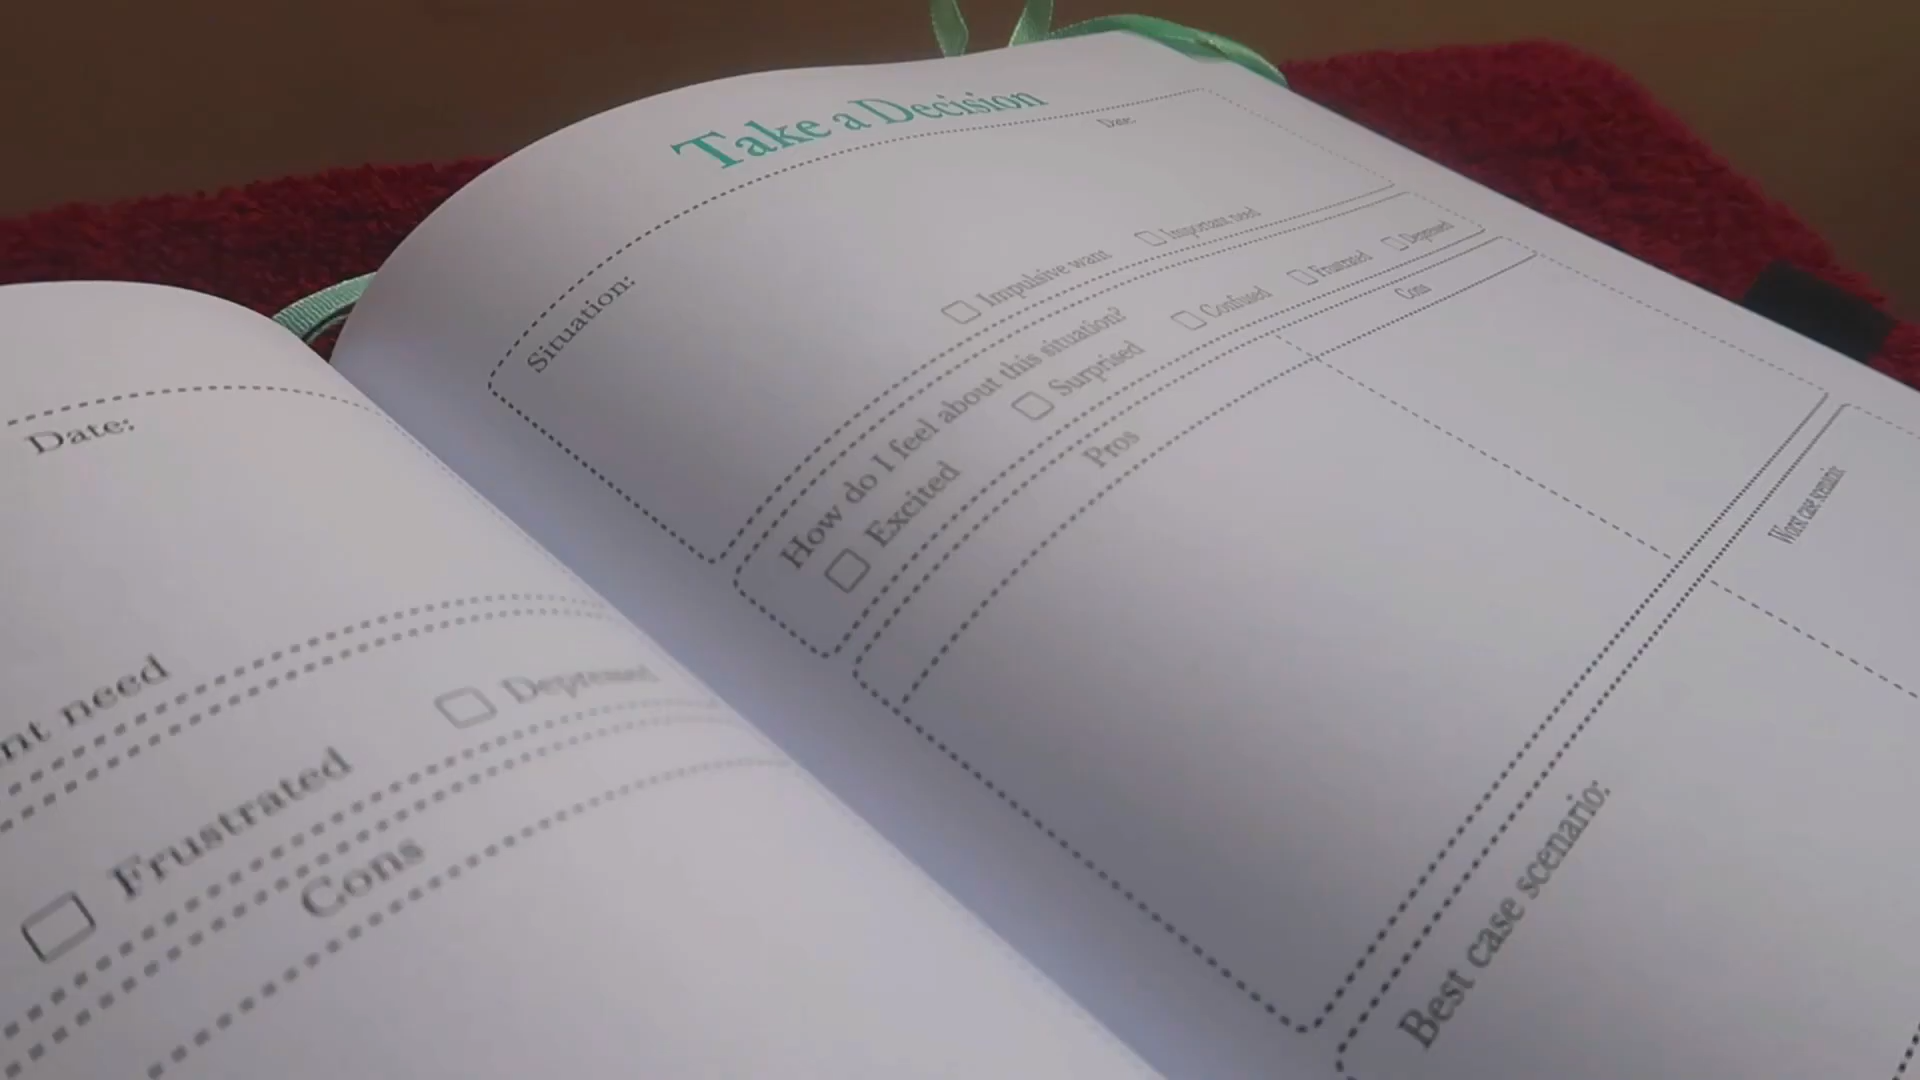 Date:
nt need
Depressed
Frustrated
Cons
Take a Decision
Date:
Situation:
Impulsive want
Important need
How do I feel about this situation?
Excited
Surprised
Confused
Frustrated
Depressed
Pros
Cons
Best case scenario:
Worst case scenario: